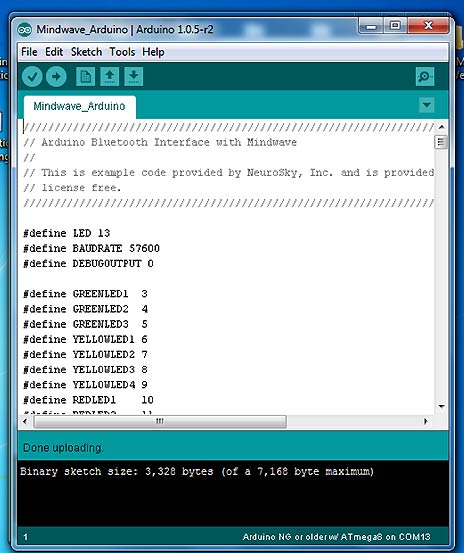 Mindwave_Arduino | Arduino 1.0.5-r2
File Edit Sketch Tools Help
Mindwave_Arduino
////////////////////////////////////////////////////////////////////
// Arduino Bluetooth Interface with Mindwave
//
// This is example code provided by NeuroSky, Inc. and is provided
// license free.
////////////////////////////////////////////////////////////////////
#define LED 13
#define BAUDRATE 57600
#define DEBUGOUTPUT 0
#define GREENLED1 3
#define GREENLED2 4
#define GREENLED3 5
#define YELLOWLED1 6
#define YELLOWLED2 7
#define YELLOWLED3 8
#define YELLOWLED4 9
#define REDLED1 10
#define REDLED2 11
Done uploading.
Binary sketch size: 3,328 bytes (of a 7,168 byte maximum)
1
Arduino NG or older w/ ATmega8 on COM13